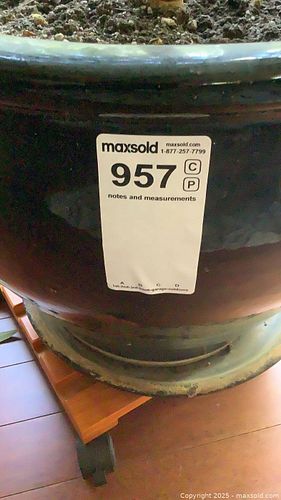 maxsold maxsold.com
1-877-257-7799
957 C
P
notes and measurements
A B C D
Copyright © 2025 - maxsold.com